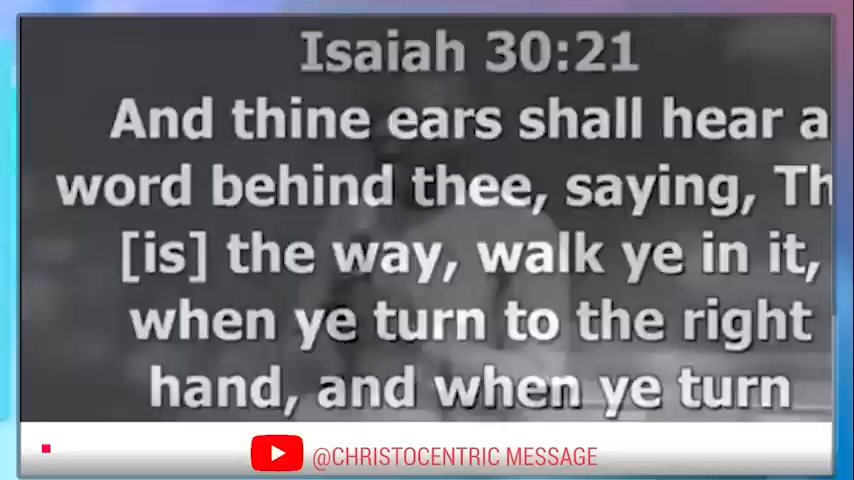 Isaiah 30:21
And thine ears shall hear a
word behind thee, saying, Th
[is] the way, walk ye in it,
when ye turn to the right
hand, and when ye turn
@CHRISTOCENTRIC MESSAGE